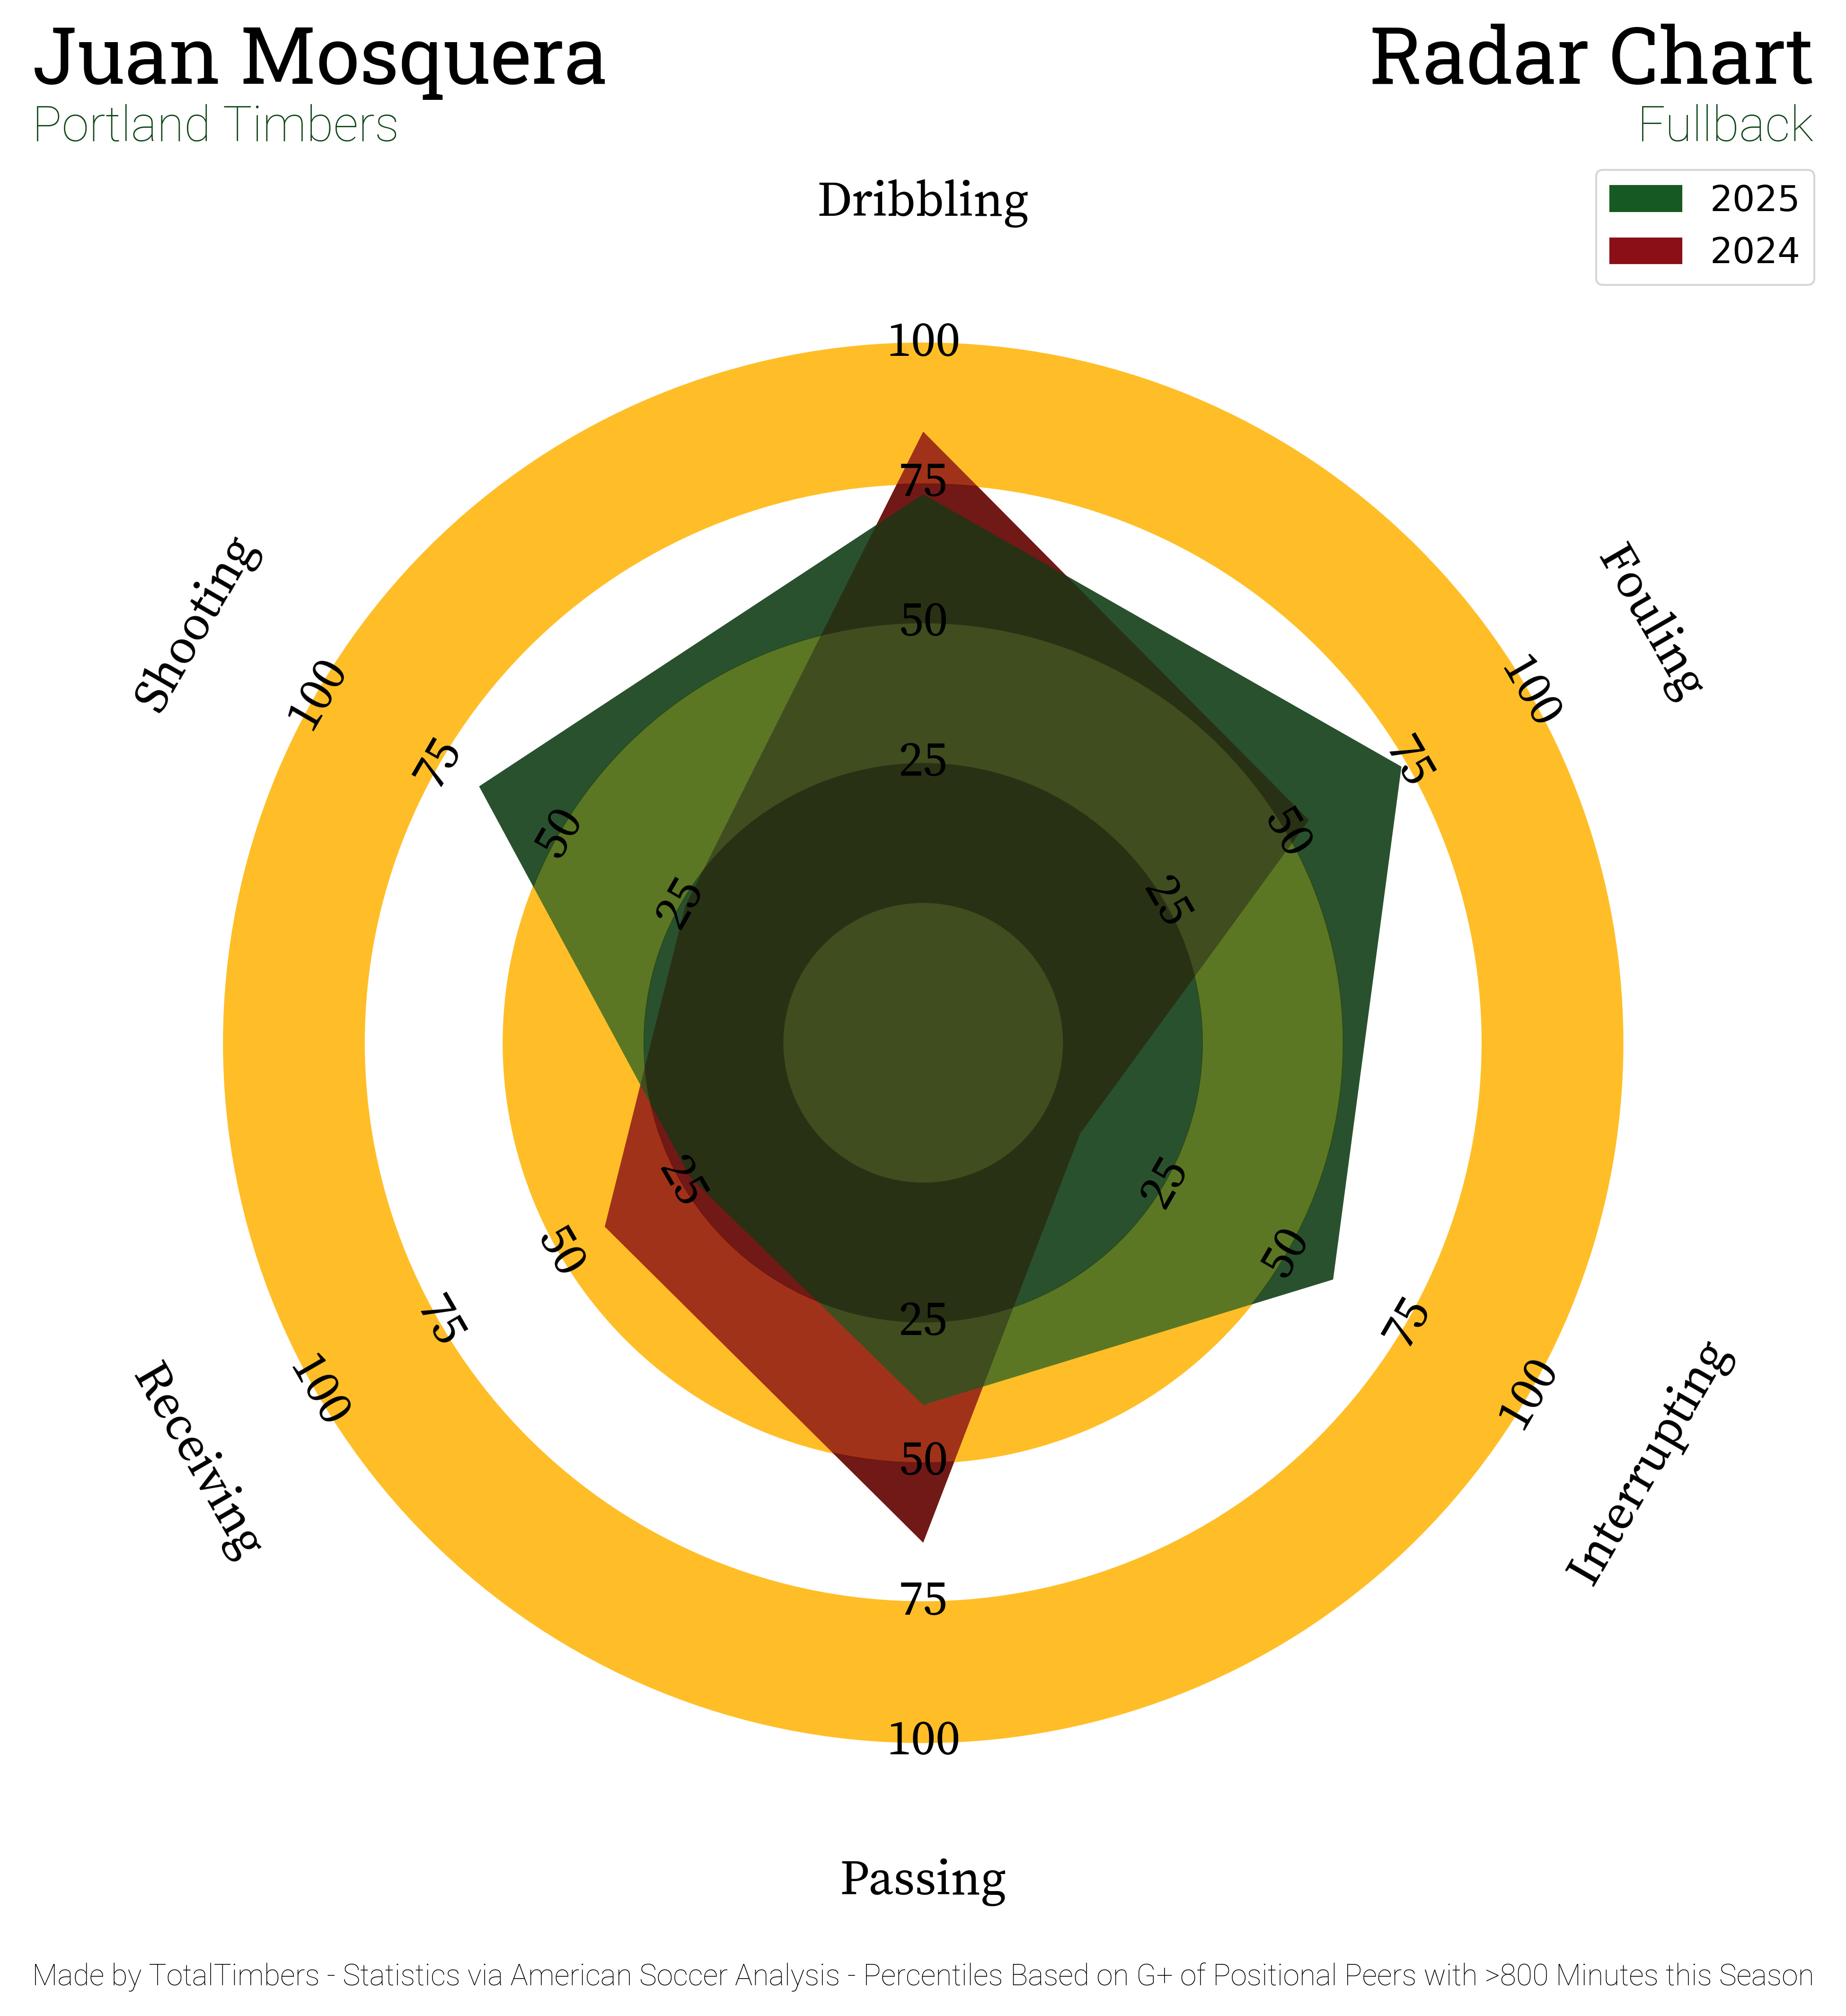 Juan Mosquera
Radar Chart
Portland Timbers
Fullback
2025
2024
Dribbling
Fouling
Interrupting
Passing
Receiving
Shooting
100
75
50
25
100
75
50
25
25
50
75
100
25
50
75
100
25
50
75
100
100
75
50
25
Made by TotalTimbers - Statistics via American Soccer Analysis - Percentiles Based on G+ of Positional Peers with >800 Minutes this Season